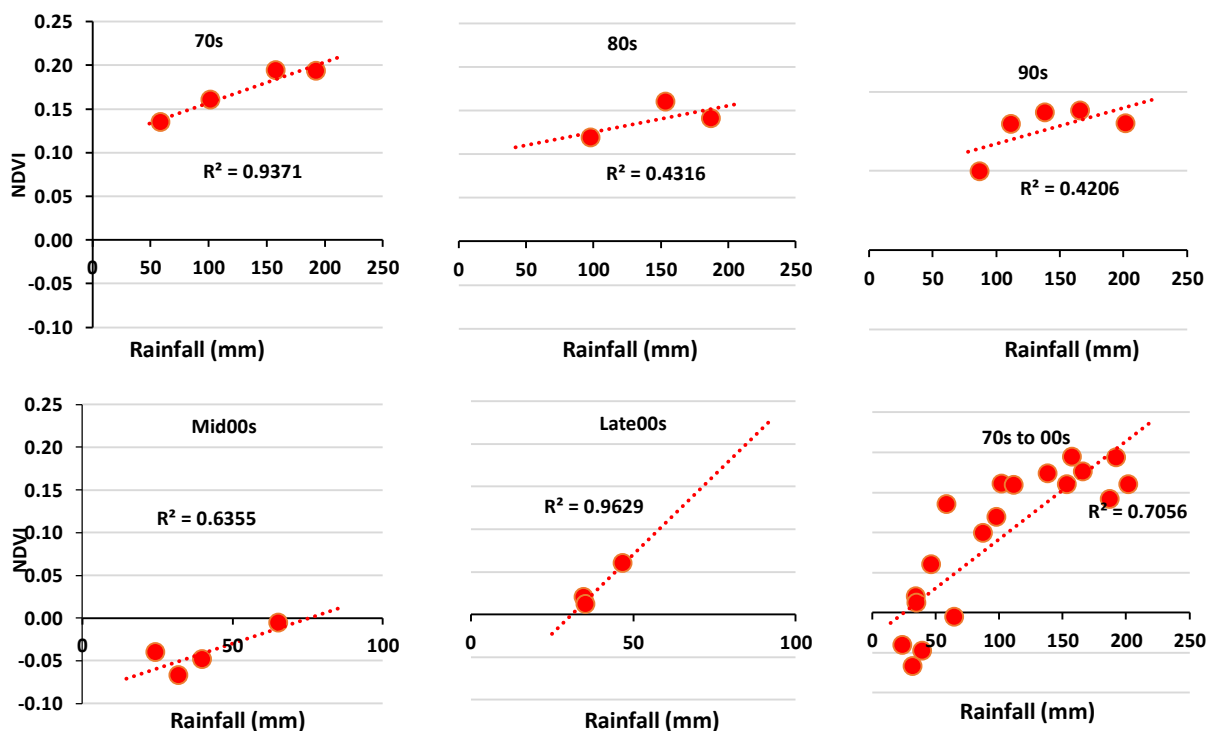 70s
80s
90s
0.25
0.20
0.15
0.10
0.05
0.00
-0.05
-0.10
NDVI
R² = 0.9371
R² = 0.4316
R² = 0.4206
0 50 100 150 200 250
0 50 100 150 200 250
0 50 100 150 200 250
Rainfall (mm)
Rainfall (mm)
Rainfall (mm)
Mid00s
Late00s
70s to 00s
0.25
0.20
0.15
0.10
0.05
0.00
-0.05
-0.10
NDVI
R² = 0.6355
R² = 0.9629
R² = 0.7056
0 50 100
0 50 100
0 50 100 150 200 250
Rainfall (mm)
Rainfall (mm)
Rainfall (mm)